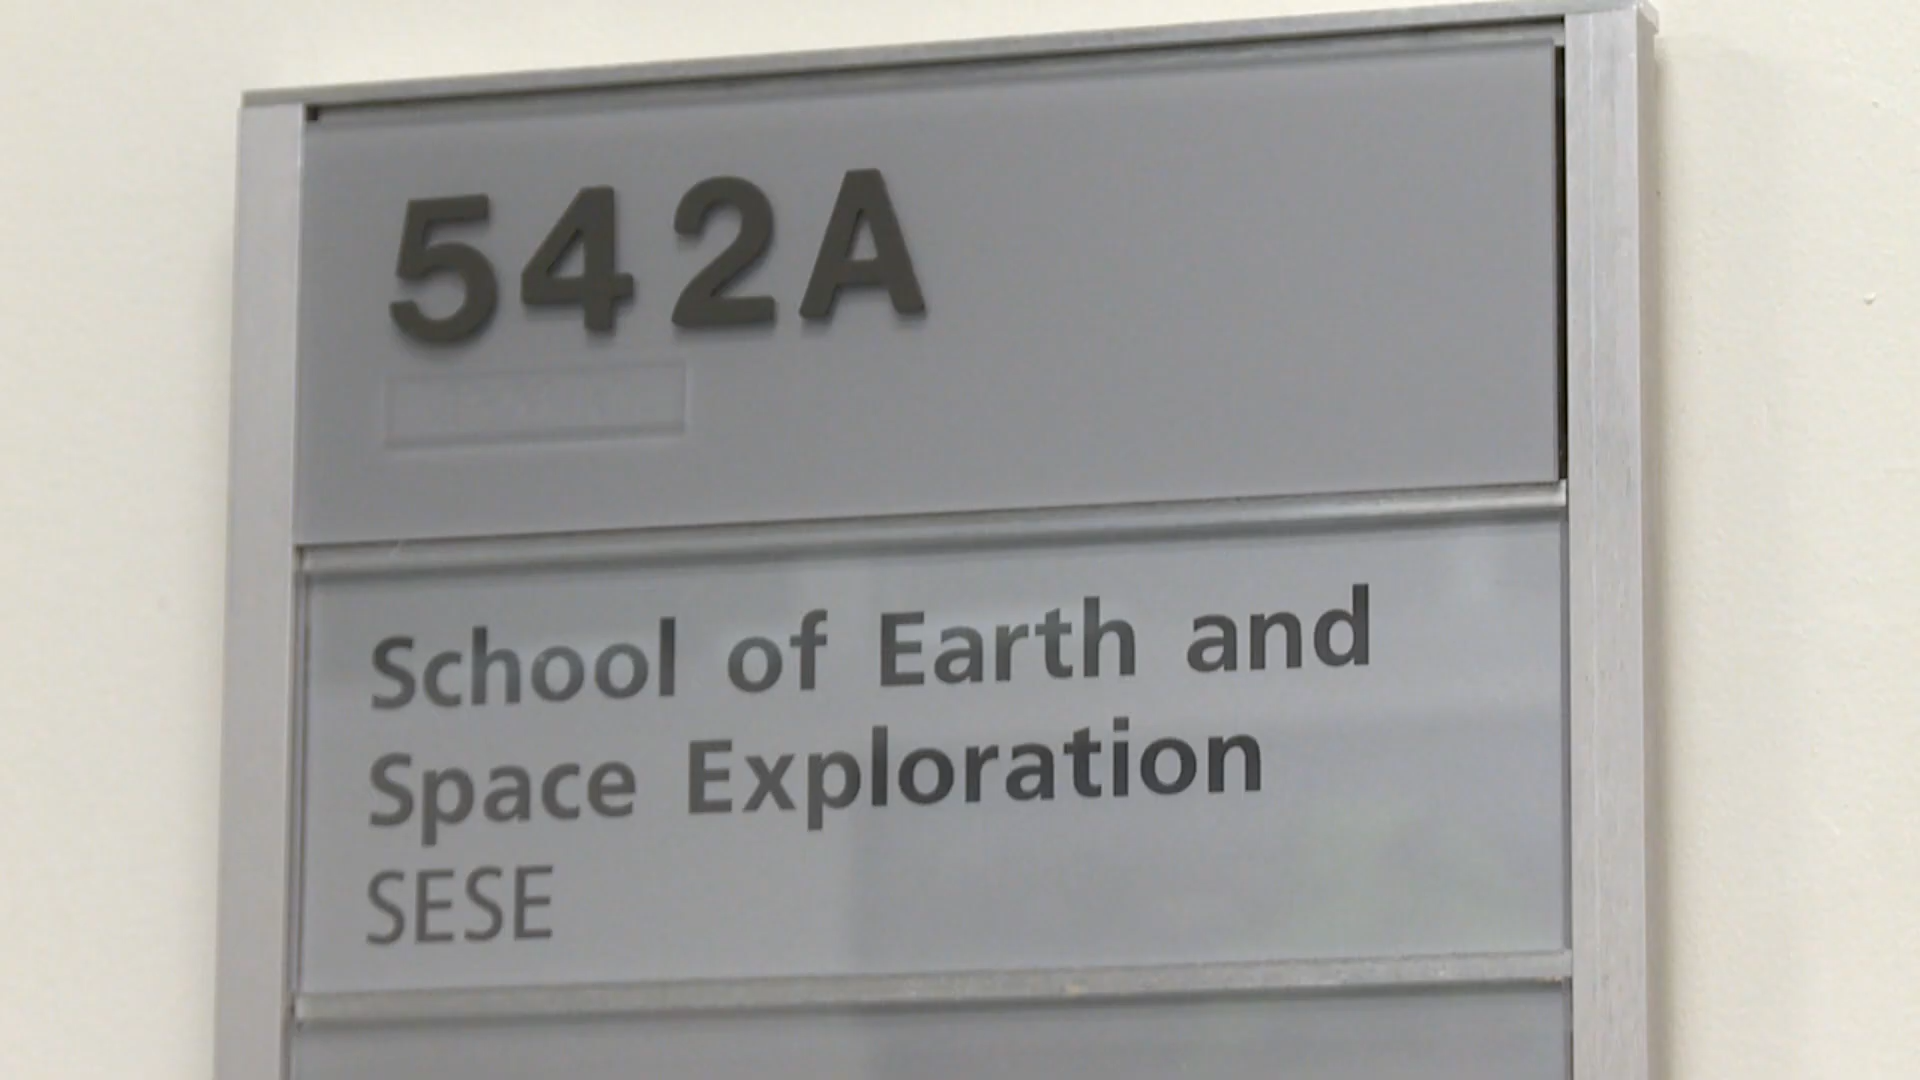 542A
School of Earth and
Space Exploration
SESE